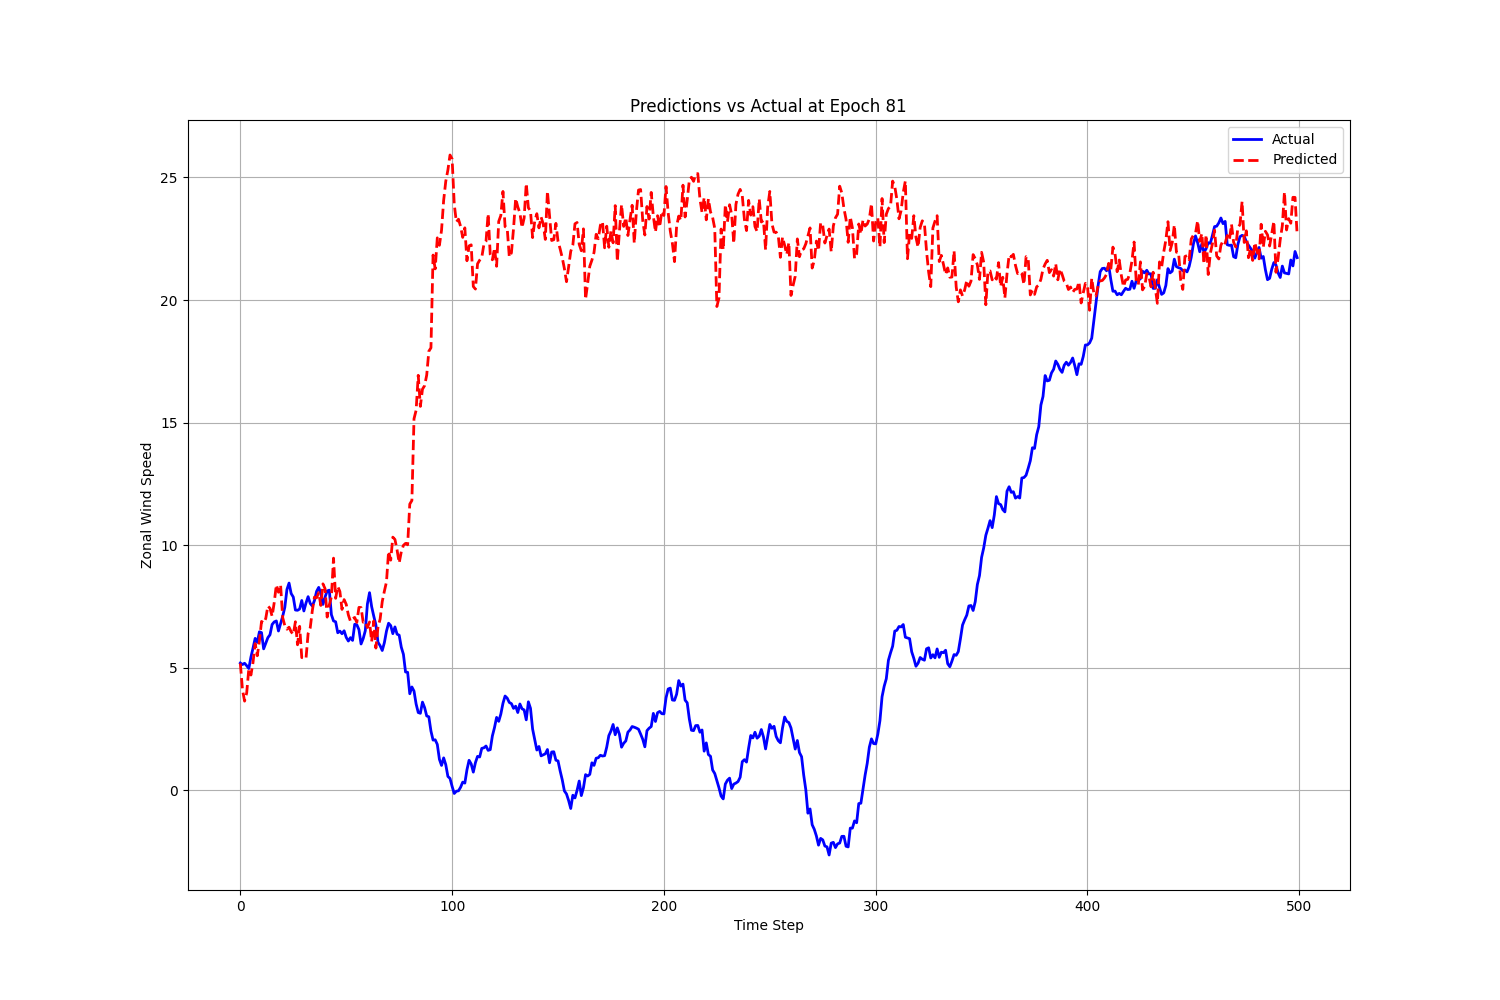 Predictions vs Actual at Epoch 81
Actual
Predicted
Zonal Wind Speed
25
20
15
10
5
0
0 100 200 300 400 500
Time Step